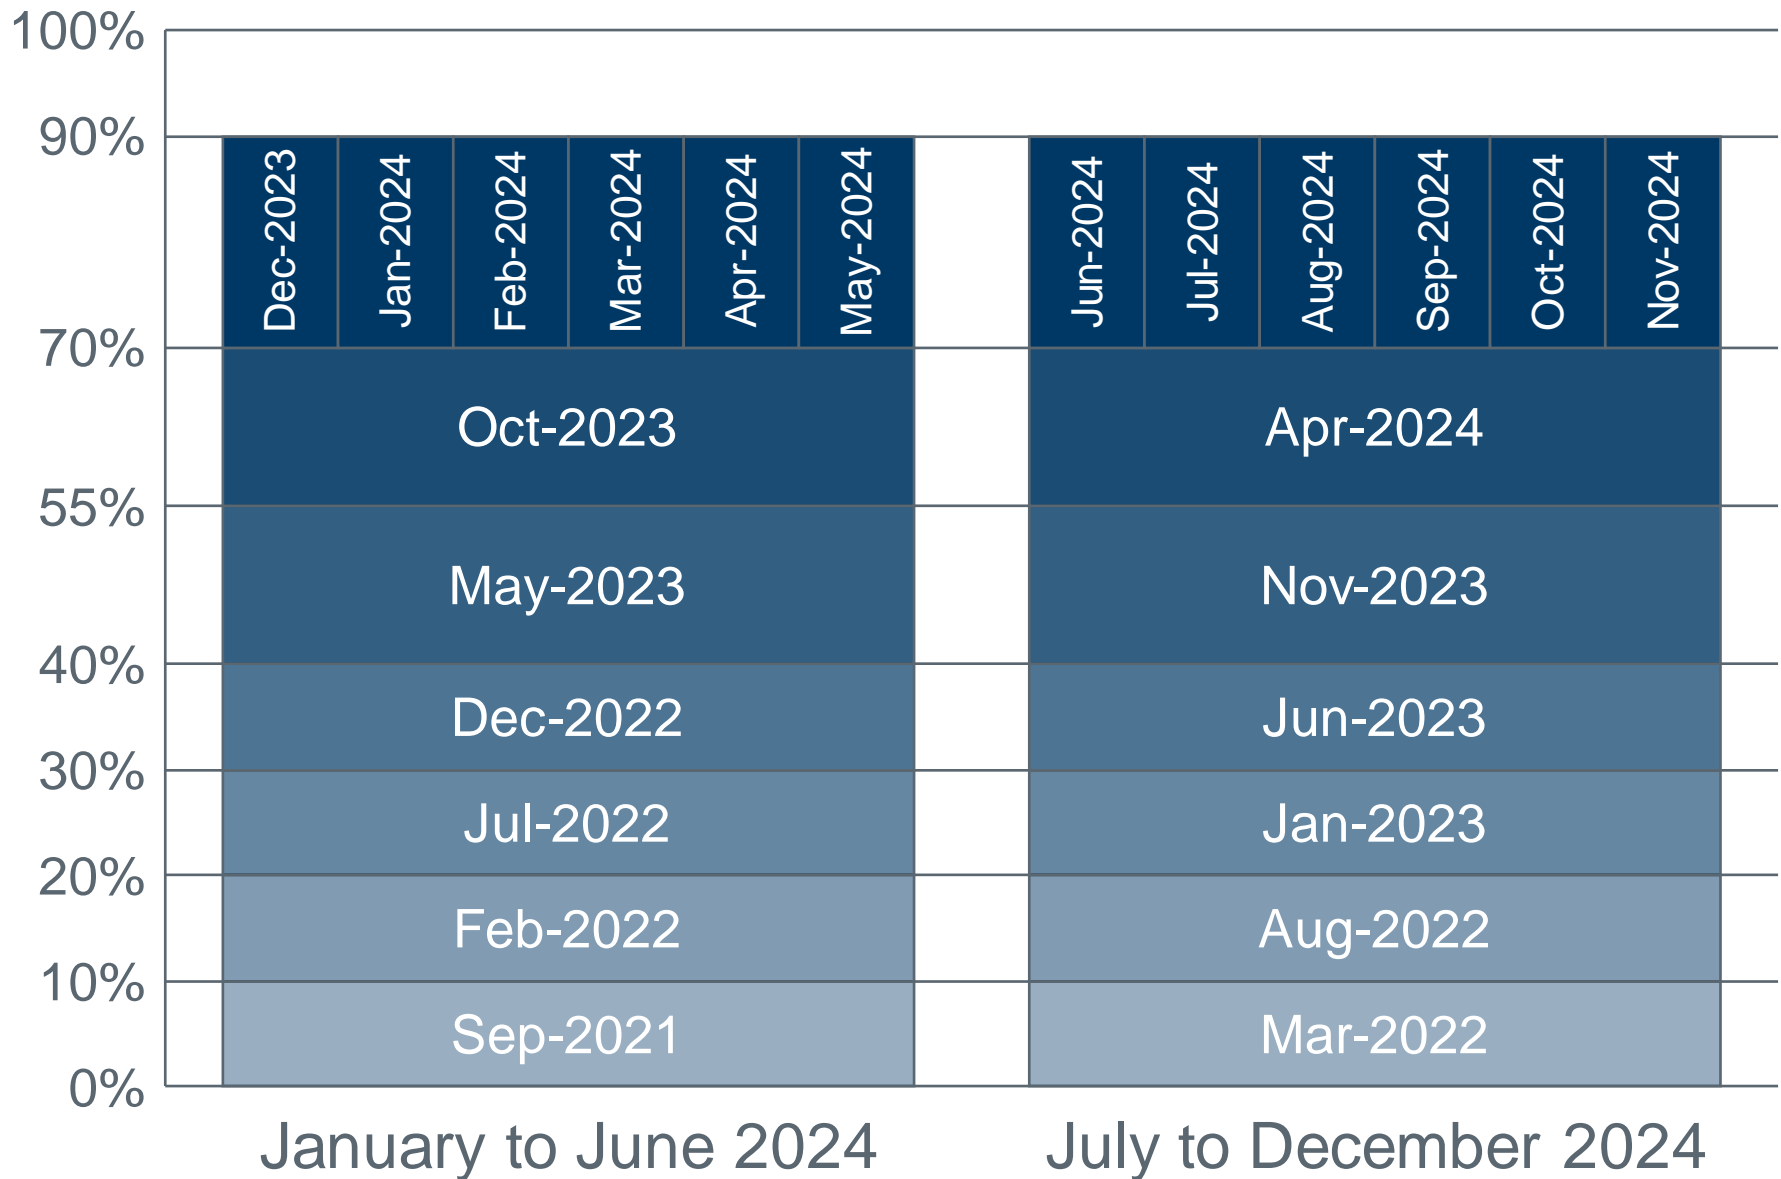 100%
90%
Dec-2023
Jan-2024
Feb-2024
Mar-2024
Apr-2024
May-2024
Jun-2024
Jul-2024
Aug-2024
Sep-2024
Oct-2024
Nov-2024
70%
Oct-2023
Apr-2024
55%
May-2023
Nov-2023
40%
Dec-2022
Jun-2023
30%
Jul-2022
Jan-2023
20%
Feb-2022
Aug-2022
10%
Sep-2021
Mar-2022
0%
January to June 2024
July to December 2024